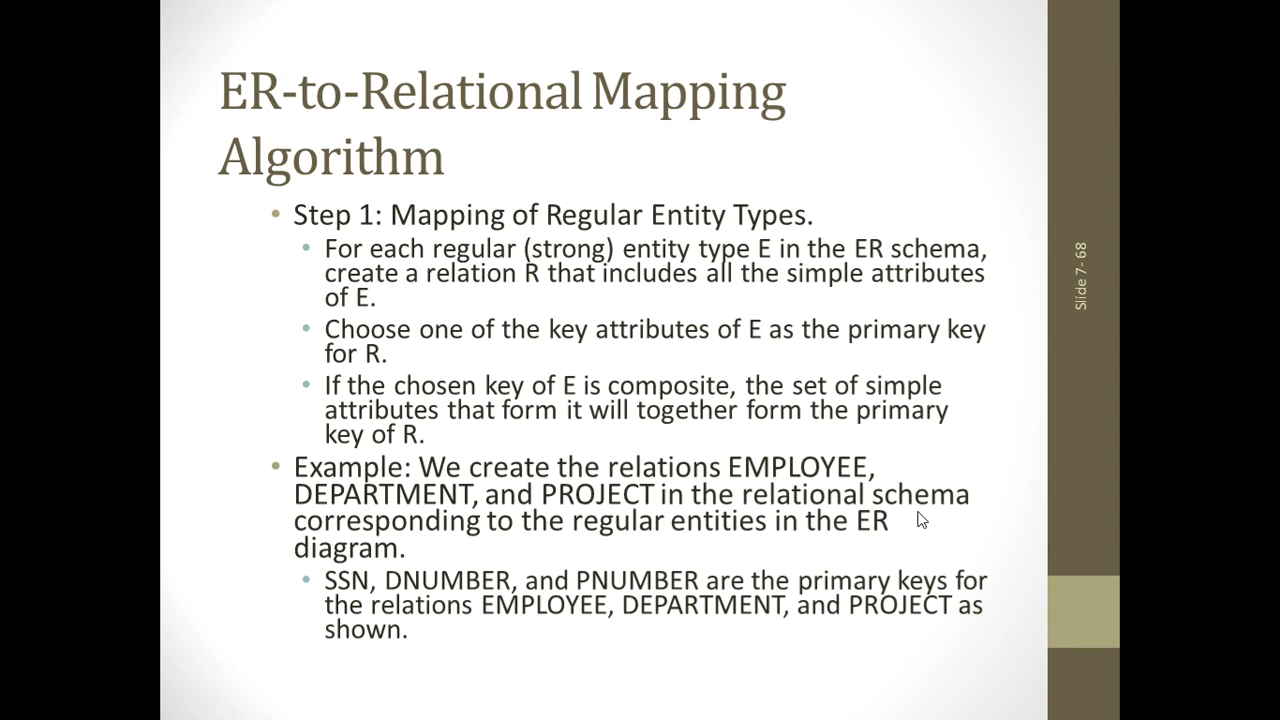 ER-to-Relational Mapping
Algorithm
• Step 1: Mapping of Regular Entity Types.
• For each regular (strong) entity type E in the ER schema,
create a relation R that includes all the simple attributes
of E.
• Choose one of the key attributes of E as the primary key
for R.
• If the chosen key of E is composite, the set of simple
attributes that form it will together form the primary
key of R.
• Example: We create the relations EMPLOYEE,
DEPARTMENT, and PROJECT in the relational schema
corresponding to the regular entities in the ER
diagram.
• SSN, DNUMBER, and PNUMBER are the primary keys for
the relations EMPLOYEE, DEPARTMENT, and PROJECT as
shown.
Slide 7- 68